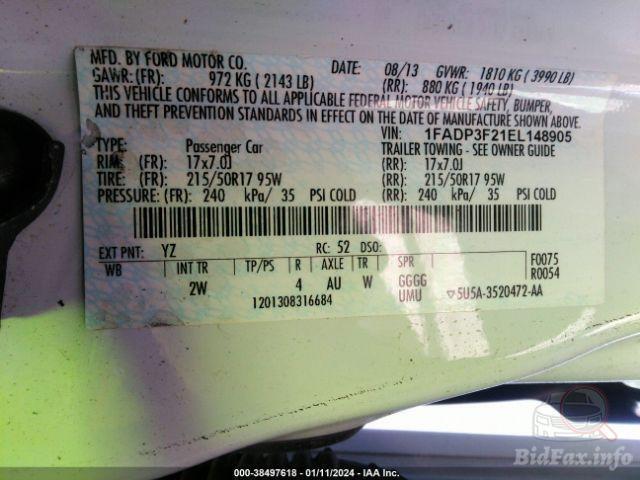 MFD. BY FORD MOTOR CO. DATE: 08/13 GVWR: 1810 KG ( 3990 LB)
GAWR: (FR): 972 KG ( 2143 LB) (RR): 880 KG ( 1940 LB)
THIS VEHICLE CONFORMS TO ALL APPLICABLE FEDERAL MOTOR VEHICLE SAFETY, BUMPER,
AND THEFT PREVENTION STANDARDS IN EFFECT ON THE DATE OF MANUFACTURE SHOWN ABOVE.
VIN: 1FADP3F21EL148905
TYPE: Passenger Car TRAILER TOWING - SEE OWNER GUIDE
RIM: (FR): 17x7.0J (RR): 17x7.0J
TIRE: (FR): 215/50R17 95W (RR): 215/50R17 95W
PRESSURE: (FR): 240 kPa/ 35 PSI COLD (RR): 240 kPa/ 35 PSI COLD
EXT PNT: YZ RC: 52 DSO: F0075
WB INT TR TP/PS R AXLE TR SPR R0054
2W 4 AU W GGGG
UMU 5U5A-3520472-AA
1201308316684
BidFax.info
000-38497618 - 01/11/2024 - IAA Inc.